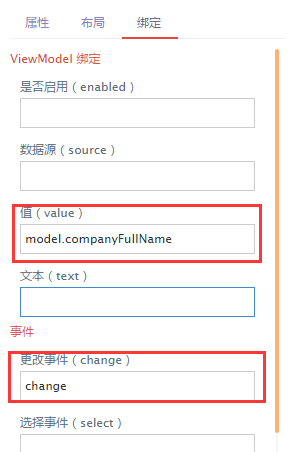 属性 布局 绑定
ViewModel 绑定
是否启用（enabled）
数据源（source）
值（value）
model.companyFullName
文本（text）
事件
更改事件（change）
change
选择事件（select）